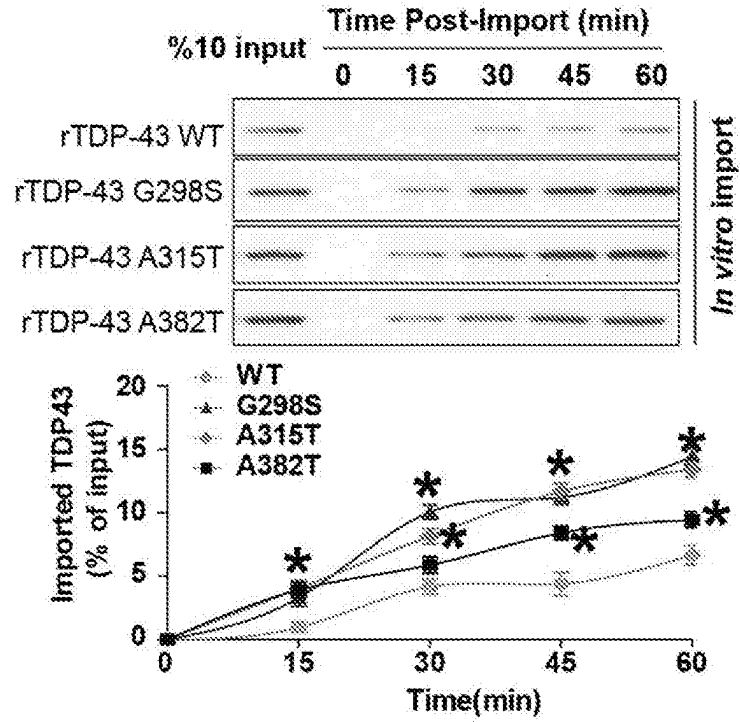 Time Post-Import (min)
%10 input
0 15 30 45 60
rTDP-43 WT
rTDP-43 G298S
rTDP-43 A315T
rTDP-43 A382T
In vitro import
20
15
10
5
0
Imported TDP43
(% of input)
WT
G298S
A315T
A382T
*
*
*
*
*
*
*
0 15 30 45 60
Time(min)